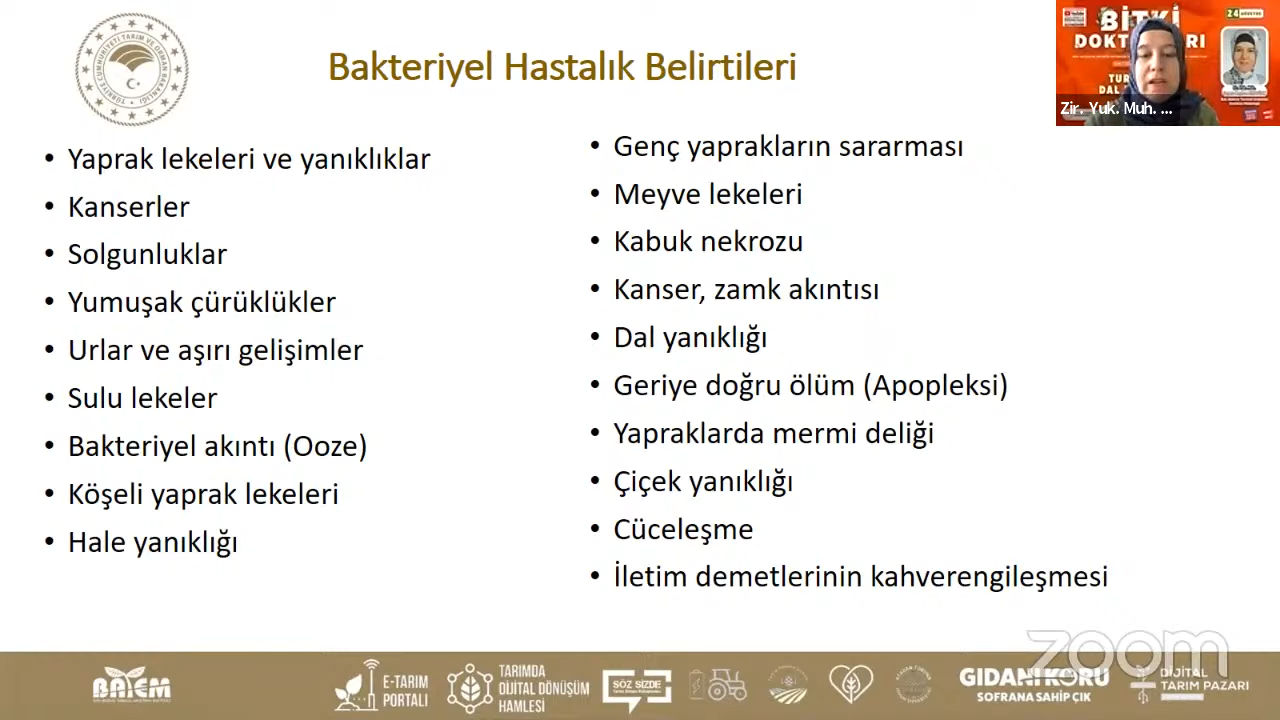 Bakteriyel Hastalık Belirtileri
• Yaprak lekeleri ve yanıklıklar
• Kanserler
• Solgunluklar
• Yumuşak çürüklükler
• Urlar ve aşırı gelişimler
• Sulu lekeler
• Bakteriyel akıntı (Ooze)
• Köşeli yaprak lekeleri
• Hale yanıklığı
• Genç yaprakların sararması
• Meyve lekeleri
• Kabuk nekrozu
• Kanser, zamk akıntısı
• Dal yanıklığı
• Geriye doğru ölüm (Apopleksi)
• Yapraklarda mermi deliği
• Çiçek yanıklığı
• Cüceleşme
• İletim demetlerinin kahverengileşmesi
BİTKİ
Zir. Yuk. Muh. ...
zoom
BATEM
E-TARIM
PORTALI
TARIMDA
DİJİTAL DÖNÜŞÜM
HAMLESİ
SÖZ SİZDE
GIDANI KORU
SOFRANA SAHİP ÇIK
DİJİTAL
TARIM PAZARI